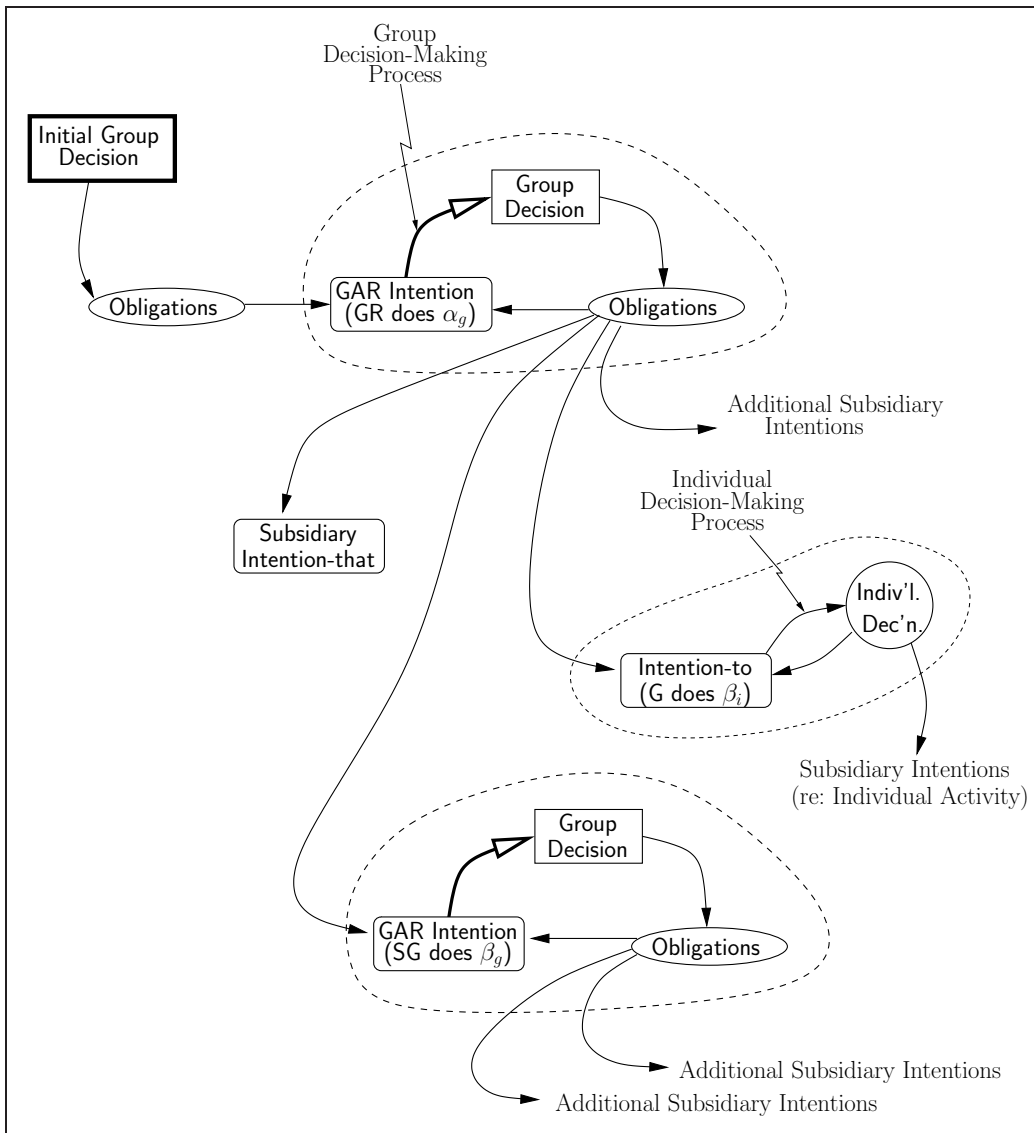 Group
Decision-Making
Process
Initial Group
Decision
Group
Decision
Obligations
GAR Intention
(GR does αg)
Obligations
Additional Subsidiary
Intentions
Individual
Decision-Making
Process
Subsidiary
Intention-that
Indiv'l.
Dec'n.
Intention-to
(G does βi)
Subsidiary Intentions
(re: Individual Activity)
Group
Decision
GAR Intention
(SG does βg)
Obligations
Additional Subsidiary Intentions
Additional Subsidiary Intentions